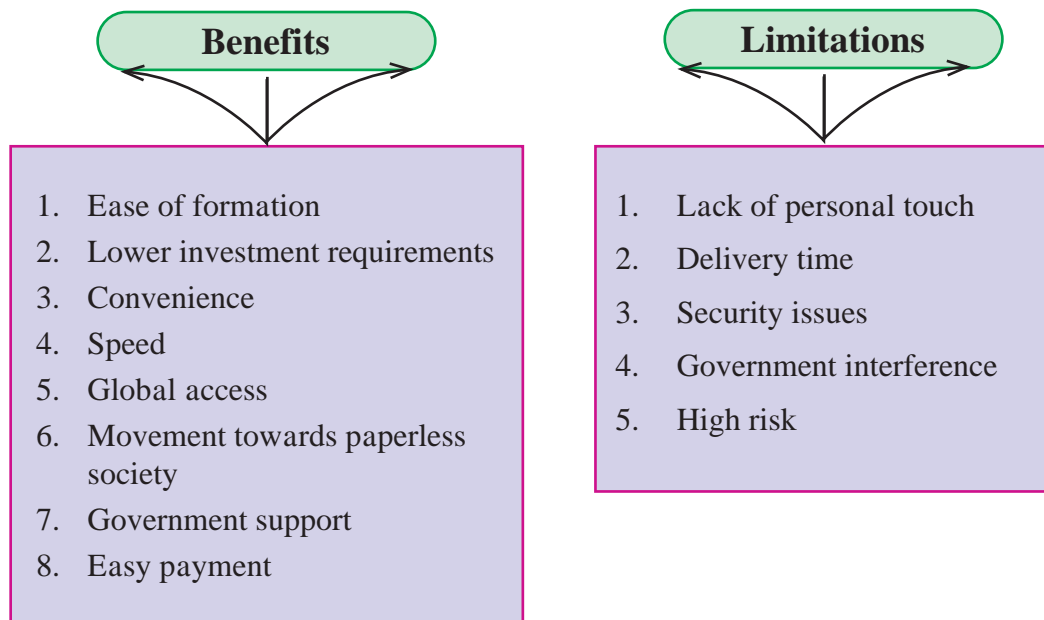 Benefits
1. Ease of formation
2. Lower investment requirements
3. Convenience
4. Speed
5. Global access
6. Movement towards paperless
society
7. Government support
8. Easy payment
Limitations
1. Lack of personal touch
2. Delivery time
3. Security issues
4. Government interference
5. High risk